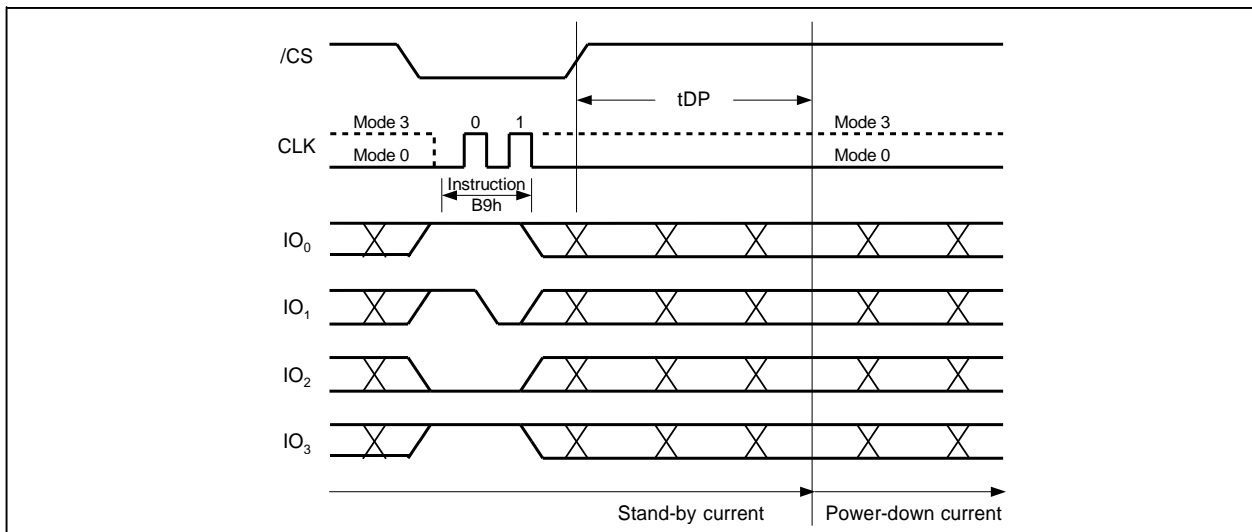 /CS
tDP
Mode 3 0 1 Mode 3
CLK
Mode 0 Mode 0
Instruction
B9h
IO0
IO1
IO2
IO3
Stand-by current Power-down current